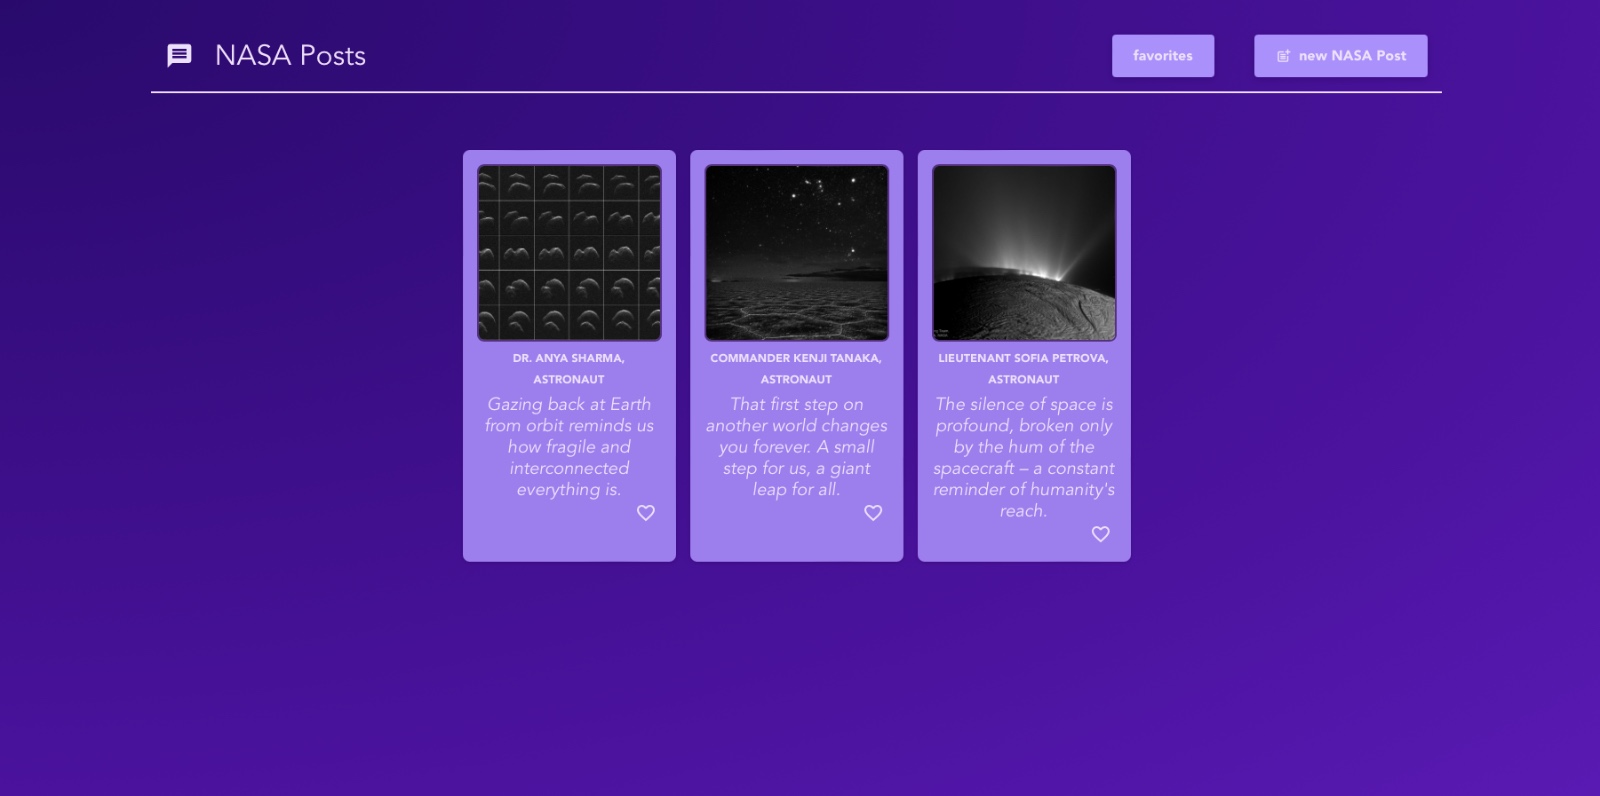 NASA Posts
favorites
new NASA Post
DR. ANYA SHARMA,
ASTRONAUT
Gazing back at Earth
from orbit reminds us
how fragile and
interconnected
everything is.
COMMANDER KENJI TANAKA,
ASTRONAUT
That first step on
another world changes
you forever. A small
step for us, a giant
leap for all.
LIEUTENANT SOFIA PETROVA,
ASTRONAUT
The silence of space is
profound, broken only
by the hum of the
spacecraft – a constant
reminder of humanity's
reach.